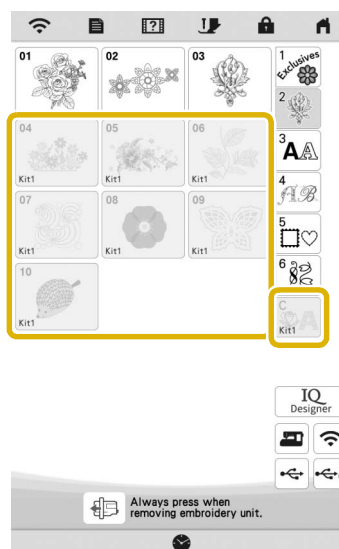 ?
01
02
03
1
Exclusives
2
04
05
06
3
AA
Kit1
Kit1
Kit1
4
AB
07
08
09
5
Kit1
Kit1
Kit1
6
10
C
A
Kit1
Kit1
IQ
Designer
Always press when
removing embroidery unit.